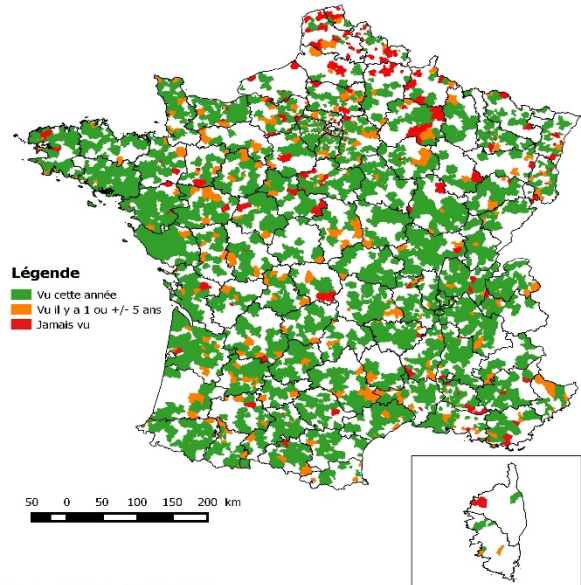 Légende
Vu cette année
Vu il y a 1 ou +/- 5 ans
Jamais vu
50 0 50 100 150 200 km